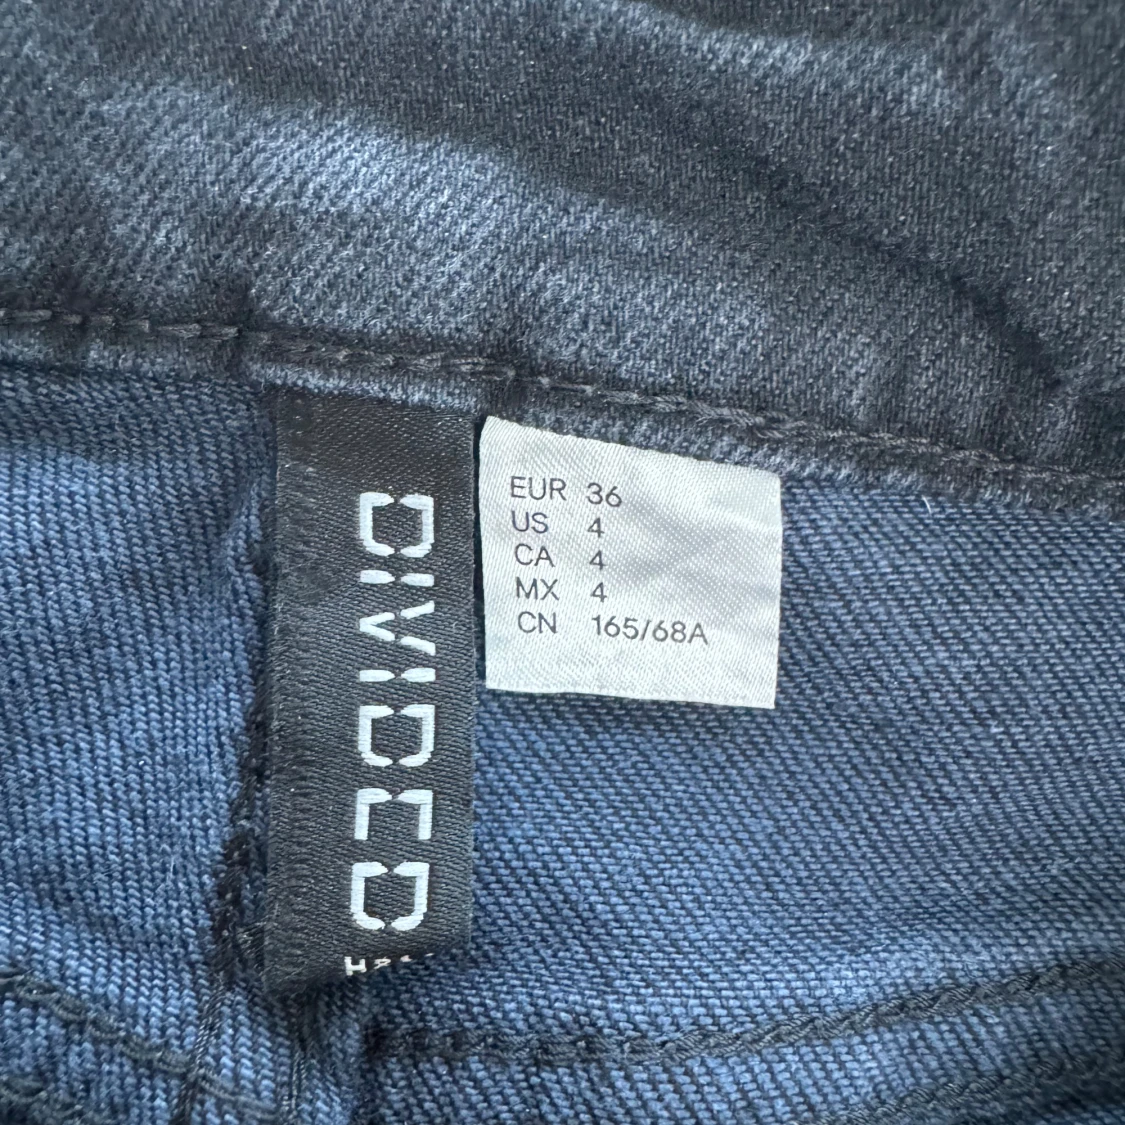 DIVIDED
EUR 36
US 4
CA 4
MX 4
CN 165/68A